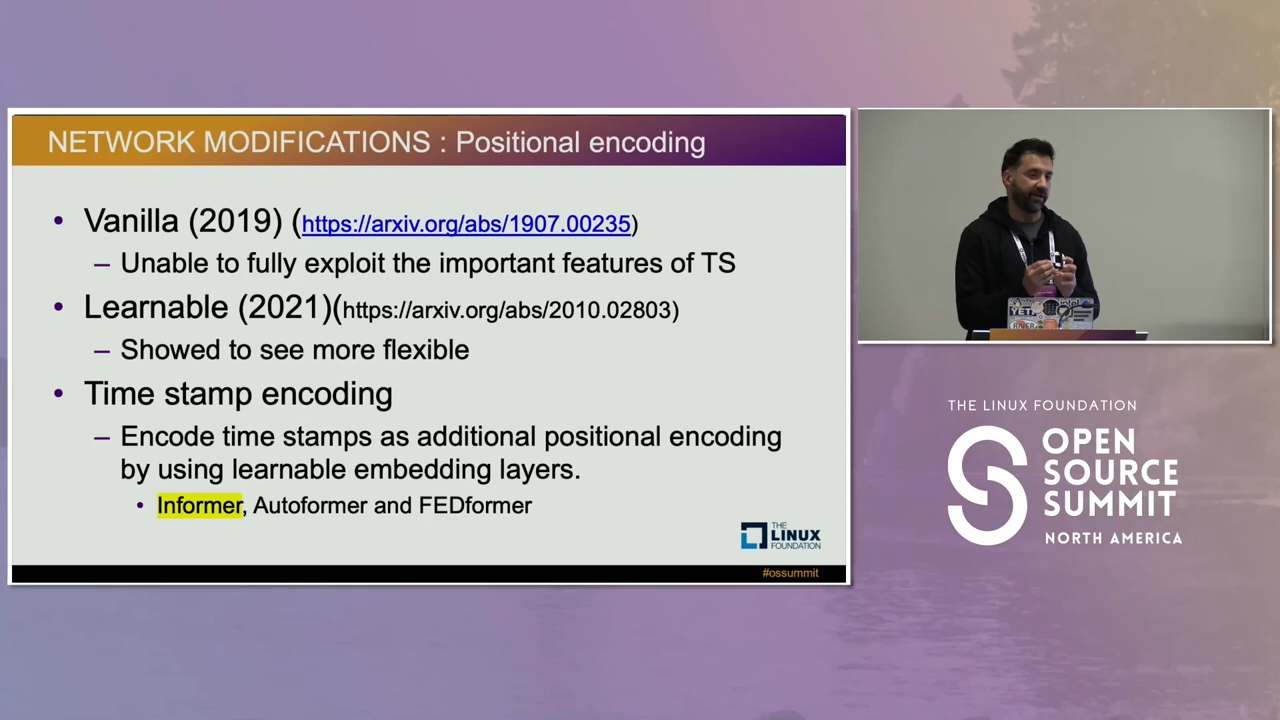 NETWORK MODIFICATIONS : Positional encoding
• Vanilla (2019) (https://arxiv.org/abs/1907.00235)
– Unable to fully exploit the important features of TS
• Learnable (2021)(https://arxiv.org/abs/2010.02803)
– Showed to see more flexible
• Time stamp encoding
– Encode time stamps as additional positional encoding
by using learnable embedding layers.
• Informer, Autoformer and FEDformer
THE
LINUX
FOUNDATION
#ossummit
YET
intel
THE LINUX FOUNDATION
OPEN
SOURCE
SUMMIT
NORTH AMERICA